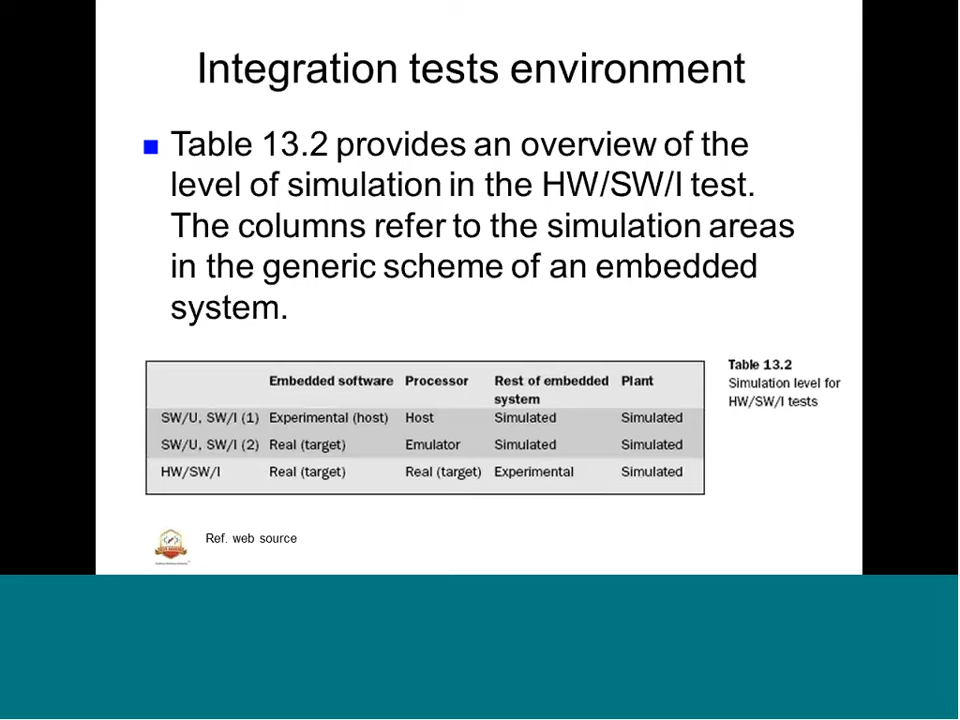 Integration tests environment
Table 13.2 provides an overview of the
level of simulation in the HW/SW/I test.
The columns refer to the simulation areas
in the generic scheme of an embedded
system.
Embedded software Processor Rest of embedded system Plant
SW/U, SW/I (1) Experimental (host) Host Simulated Simulated
SW/U, SW/I (2) Real (target) Emulator Simulated Simulated
HW/SW/I Real (target) Real (target) Experimental Simulated
Table 13.2
Simulation level for
HW/SW/I tests
Ref. web source